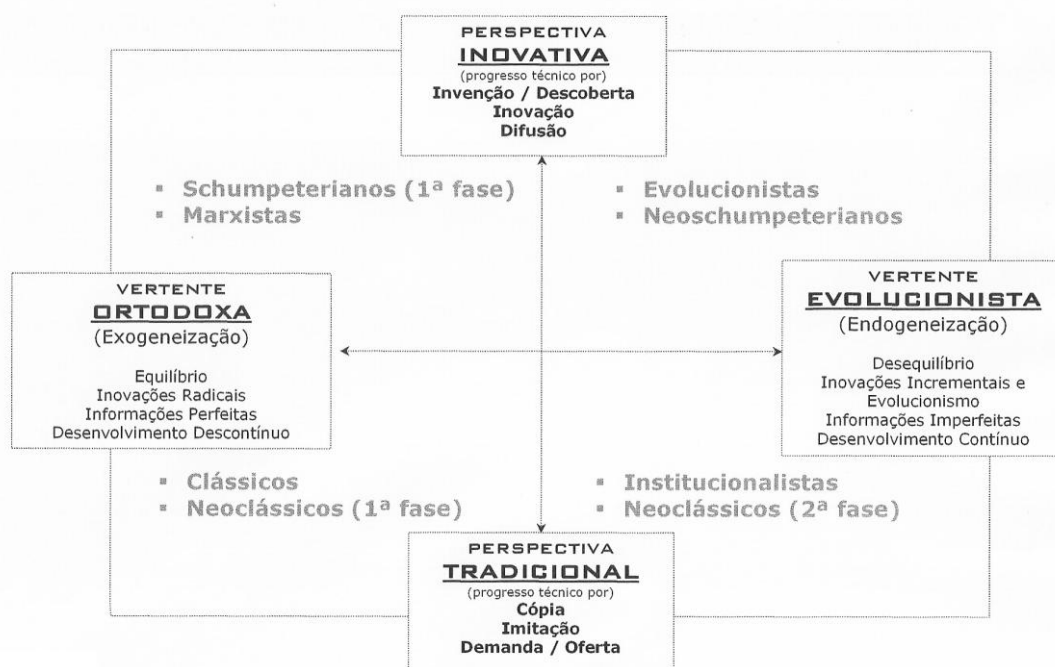 PERSPECTIVA
INOVATIVA
(progresso técnico por)
Invenção / Descoberta
Inovação
Difusão
▪ Schumpeterianos (1ª fase)
▪ Marxistas
▪ Evolucionistas
▪ Neoschumpeterianos
VERTENTE
ORTODOXA
(Exogeneização)
Equilíbrio
Inovações Radicais
Informações Perfeitas
Desenvolvimento Descontínuo
VERTENTE
EVOLUCIONISTA
(Endogeneização)
Desequilíbrio
Inovações Incrementais e
Evolucionismo
Informações Imperfeitas
Desenvolvimento Contínuo
▪ Clássicos
▪ Neoclássicos (1ª fase)
▪ Institucionalistas
▪ Neoclássicos (2ª fase)
PERSPECTIVA
TRADICIONAL
(progresso técnico por)
Cópia
Imitação
Demanda / Oferta